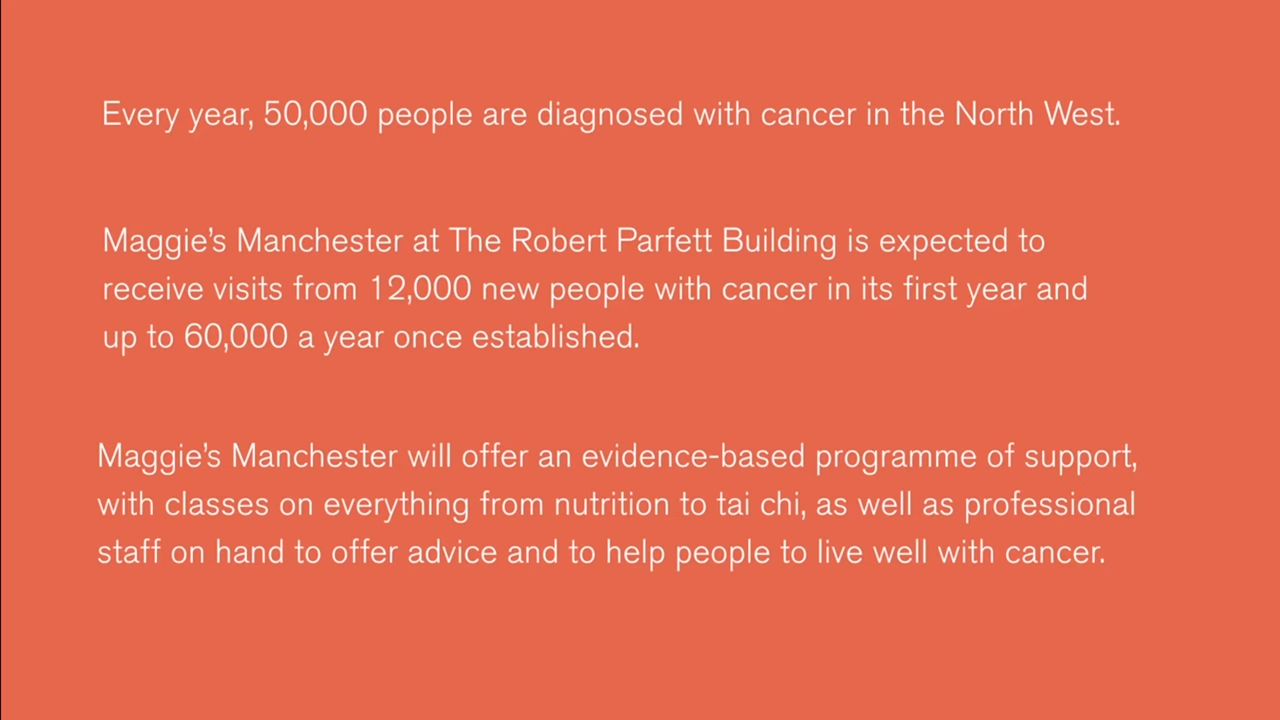 Every year, 50,000 people are diagnosed with cancer in the North West.
Maggie’s Manchester at The Robert Parfett Building is expected to
receive visits from 12,000 new people with cancer in its first year and
up to 60,000 a year once established.
Maggie’s Manchester will offer an evidence-based programme of support,
with classes on everything from nutrition to tai chi, as well as professional
staff on hand to offer advice and to help people to live well with cancer.